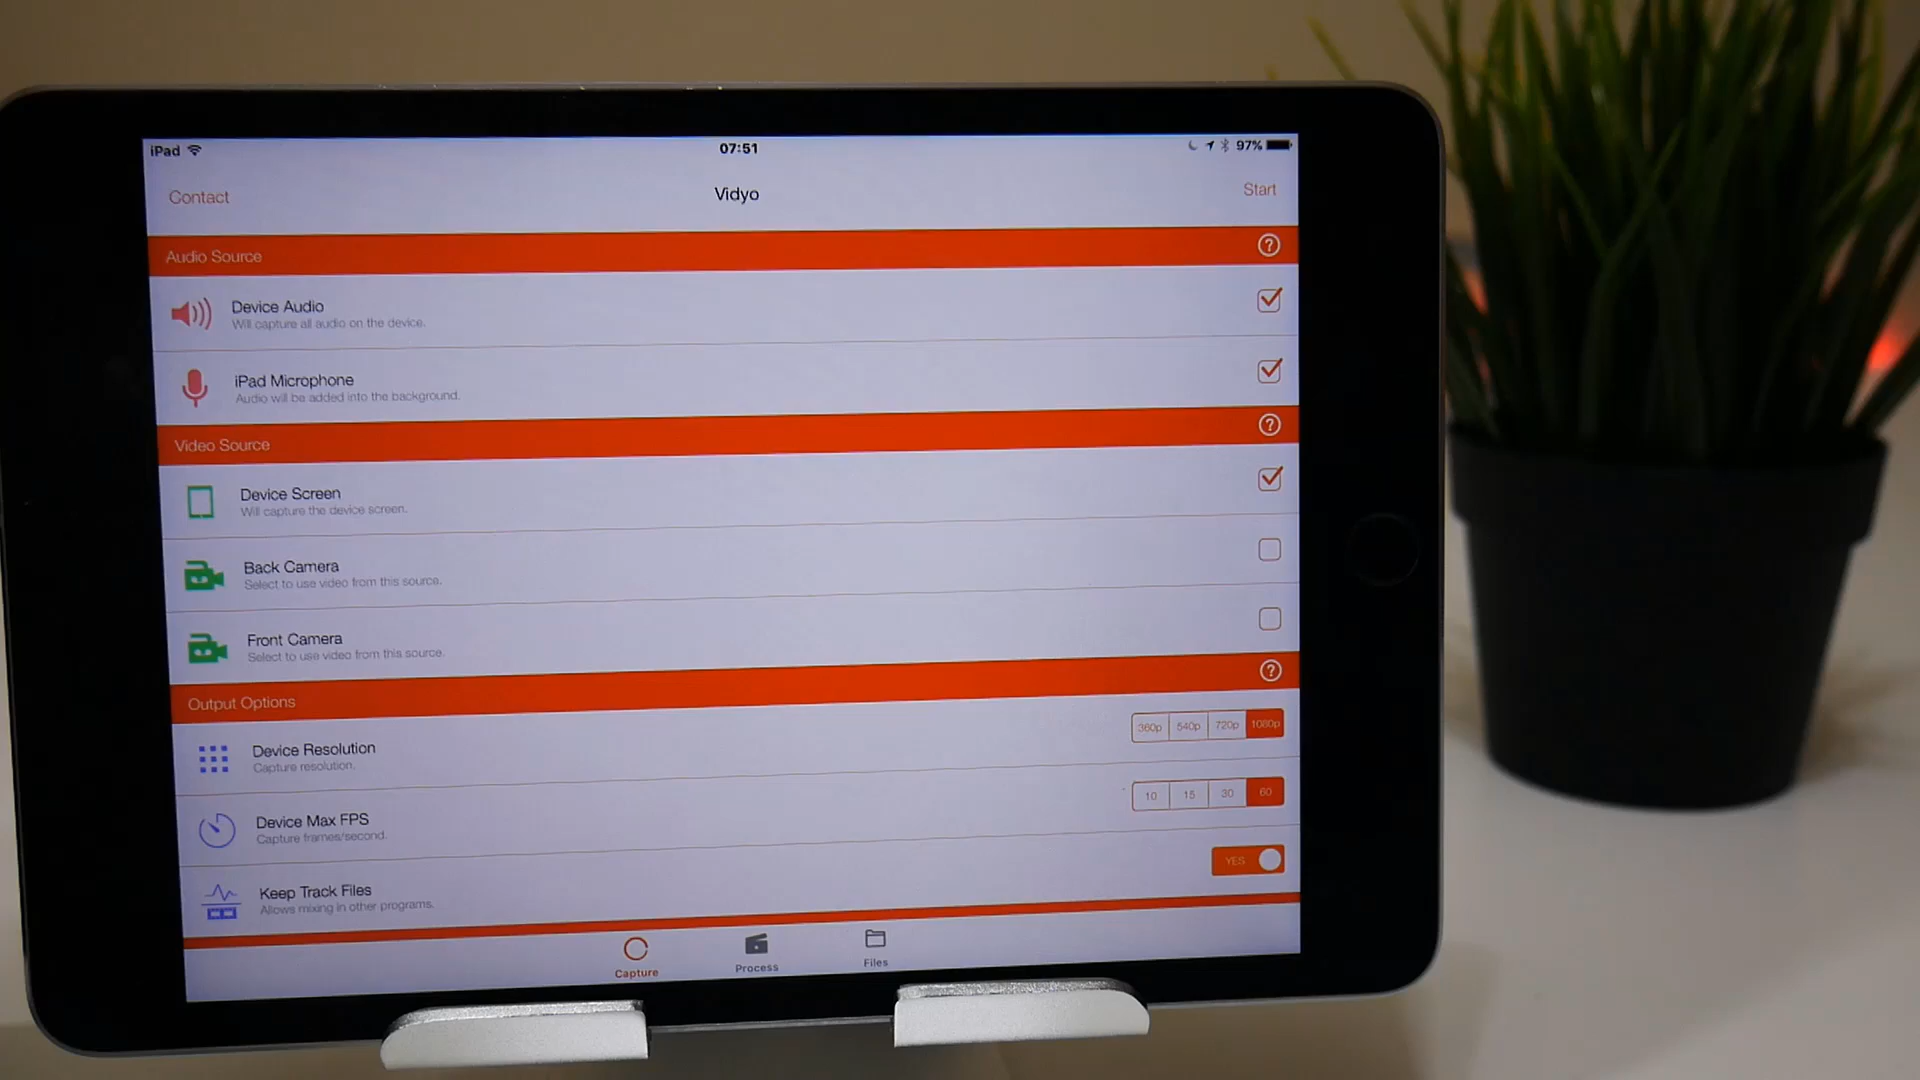 iPad 07:51 97%
Contact Vidyo Start
Audio Source ?
Device Audio
Will capture all audio on the device.
iPad Microphone
Audio will be added into the background.
Video Source ?
Device Screen
Will capture the device screen.
Back Camera
Select to use video from this source.
Front Camera
Select to use video from this source.
Output Options ?
Device Resolution 360p 540p 720p 1080p
Capture resolution.
Device Max FPS 10 15 30 60
Capture frames/second.
Keep Track Files YES
Allows mixing in other programs.
Capture Process Files